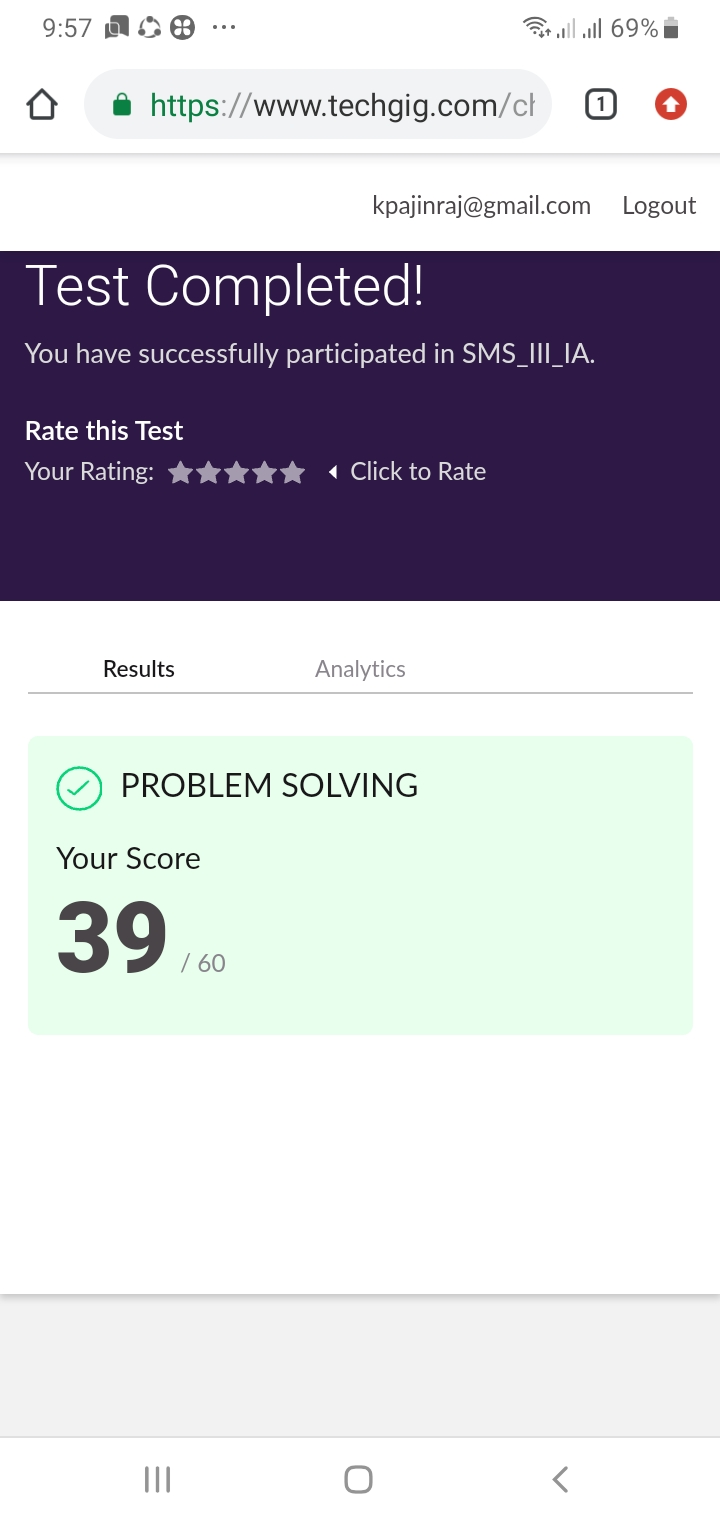 9:57 69%
1
https://www.techgig.com/ch
kpajinraj@gmail.com Logout
Test Completed!
You have successfully participated in SMS_III_IA.
Rate this Test
Your Rating: Click to Rate
Results Analytics
PROBLEM SOLVING
Your Score
39 / 60